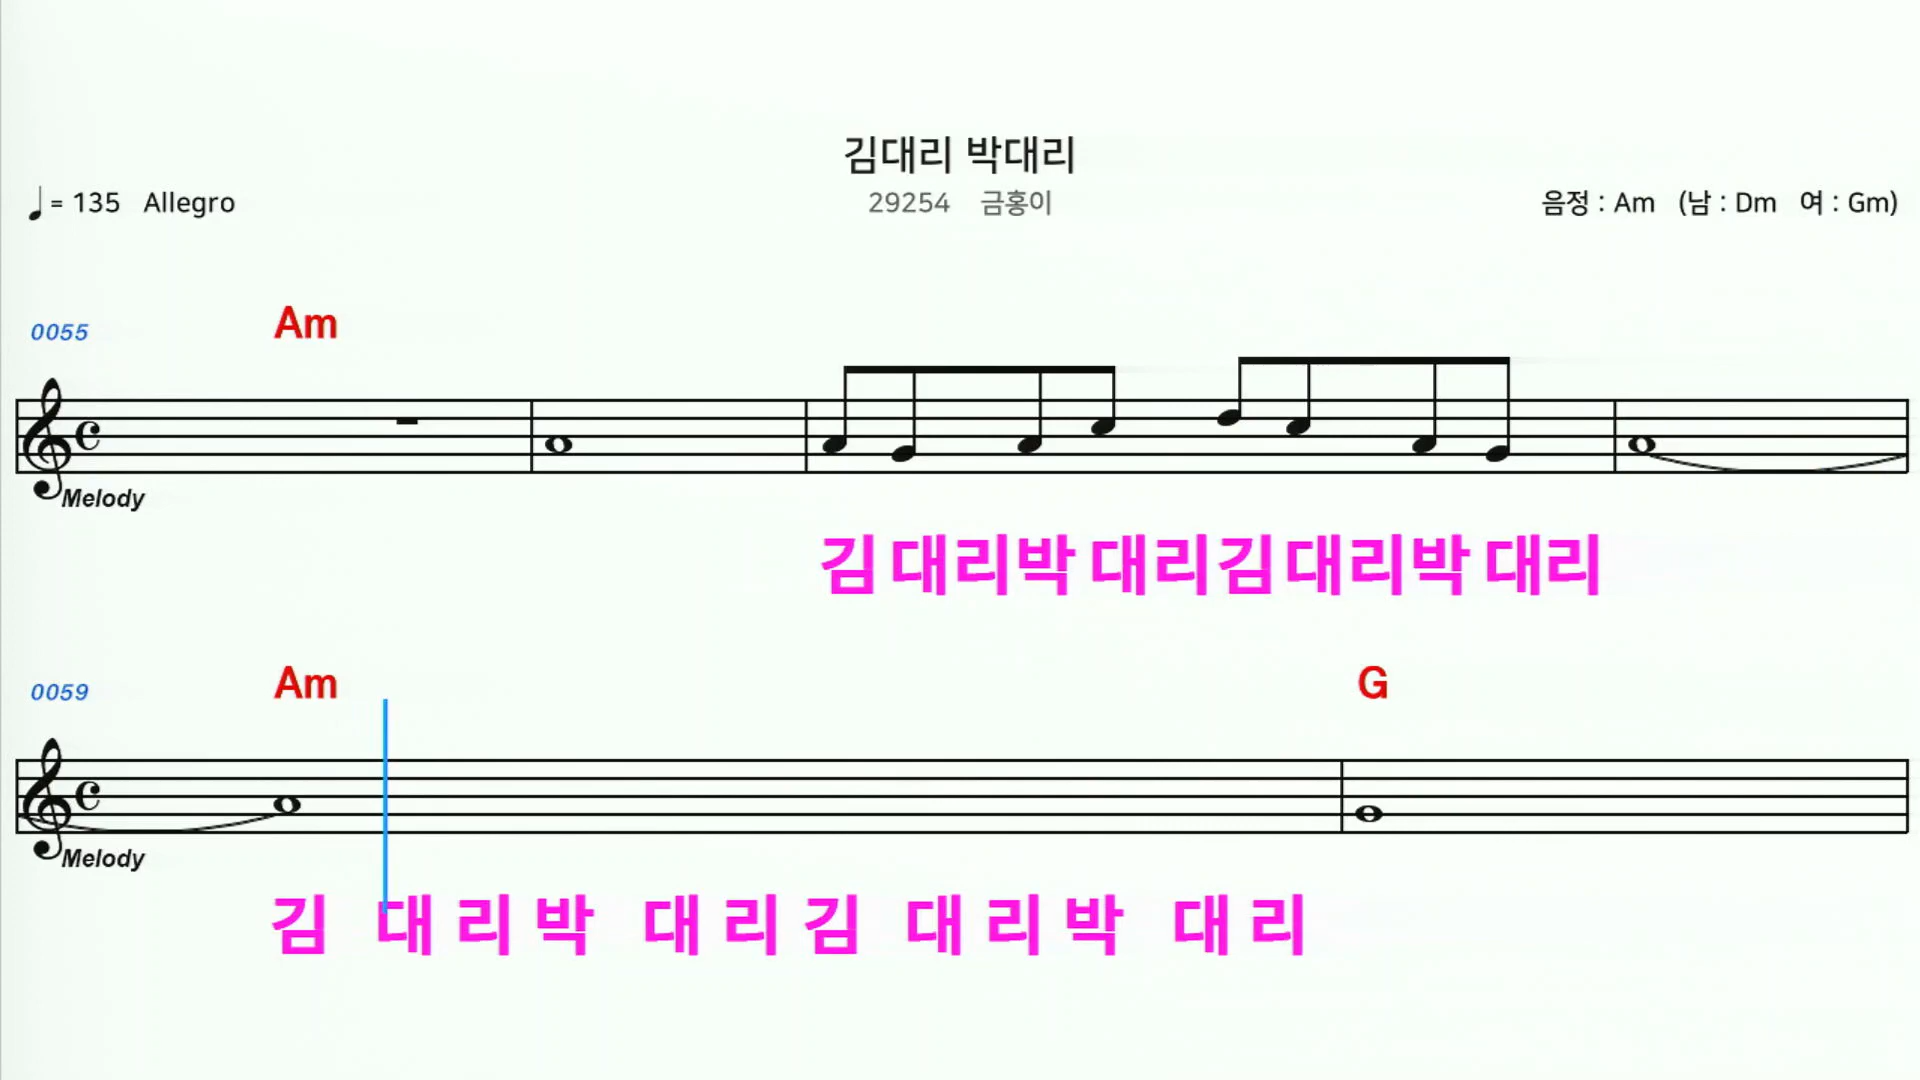 김대리 박대리
♩= 135 Allegro
29254 금홍이
음정 : Am (남 : Dm 여 : Gm)
0055 Am
Melody
김대리박대리김대리박대리
0059 Am G
Melody
김 대리박 대리김 대리박 대리